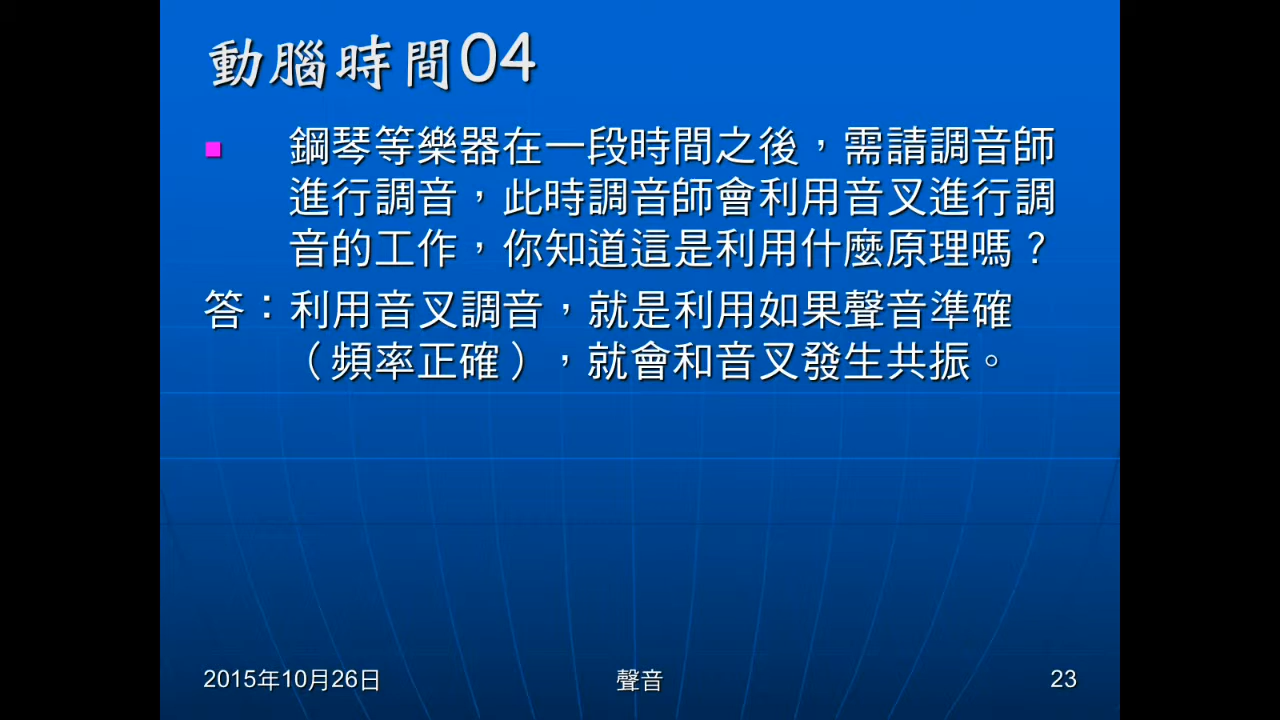 動腦時間04
鋼琴等樂器在一段時間之後，需請調音師
進行調音，此時調音師會利用音叉進行調
音的工作，你知道這是利用什麼原理嗎？
答：利用音叉調音，就是利用如果聲音準確
（頻率正確），就會和音叉發生共振。
2015年10月26日
聲音
23